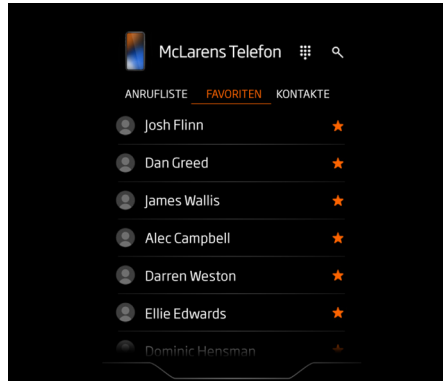 McLarens Telefon
ANRUFLISTE FAVORITEN KONTAKTE
Josh Flinn
Dan Greed
James Wallis
Alec Campbell
Darren Weston
Ellie Edwards
Dominic Hensman